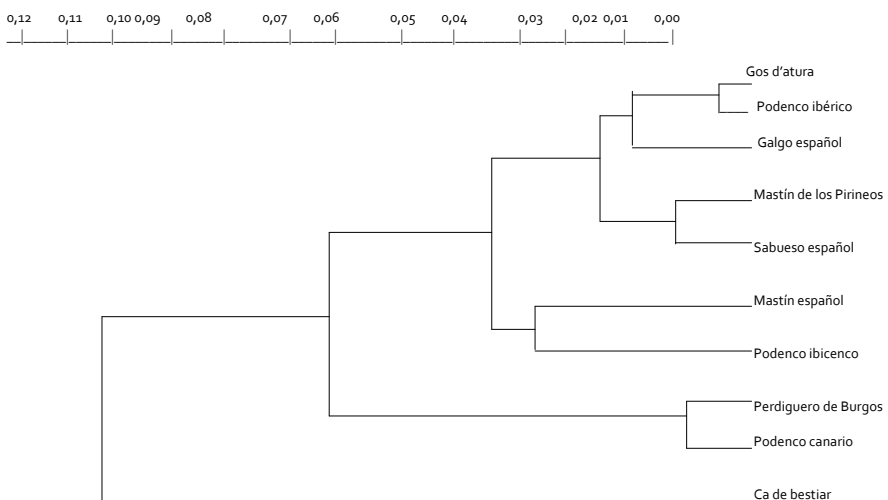 0,12 0,11 0,10 0,09 0,08 0,07 0,06 0,05 0,04 0,03 0,02 0,01 0,00
Gos d'atura
Podenco ibérico
Galgo español
Mastín de los Pirineos
Sabueso español
Mastín español
Podenco ibicenco
Perdiguero de Burgos
Podenco canario
Ca de bestiar